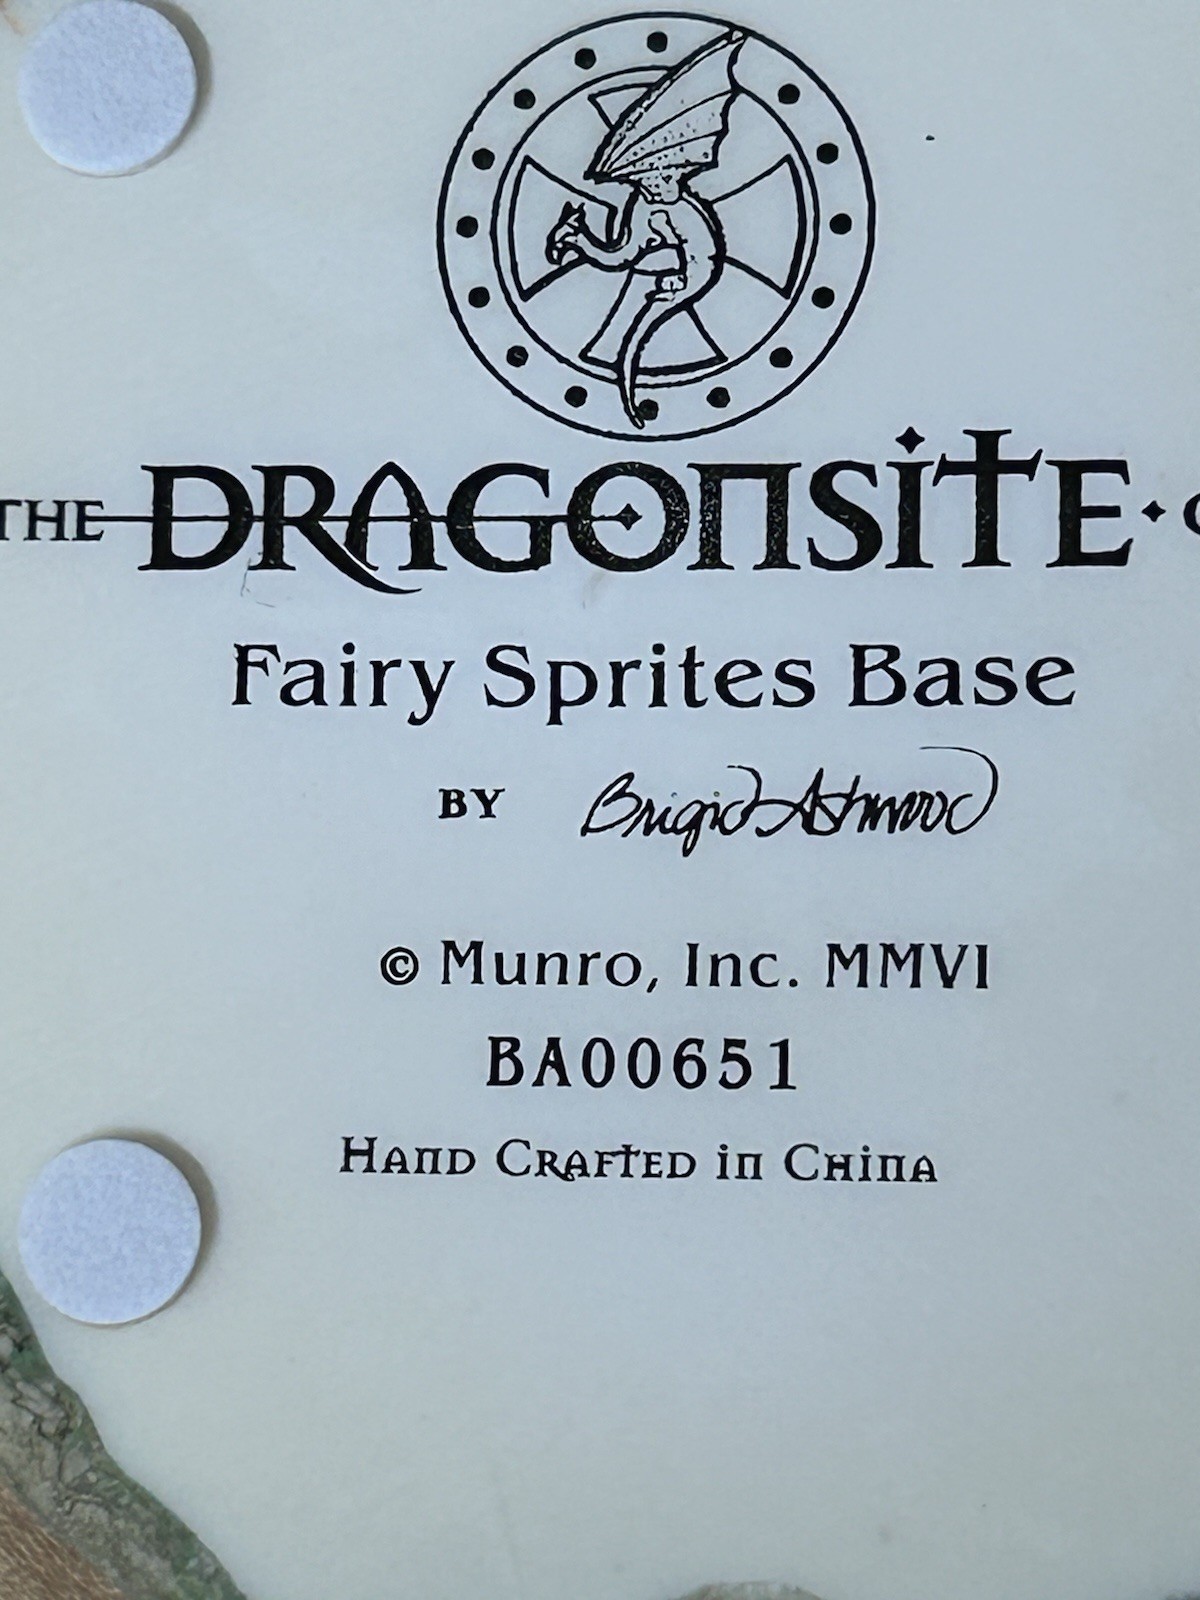 THE DRAGONSITE
Fairy Sprites Base
BY Brigid Ashwood
© Munro, Inc. MMVI
BA00651
HAND CRAFTED in CHINA